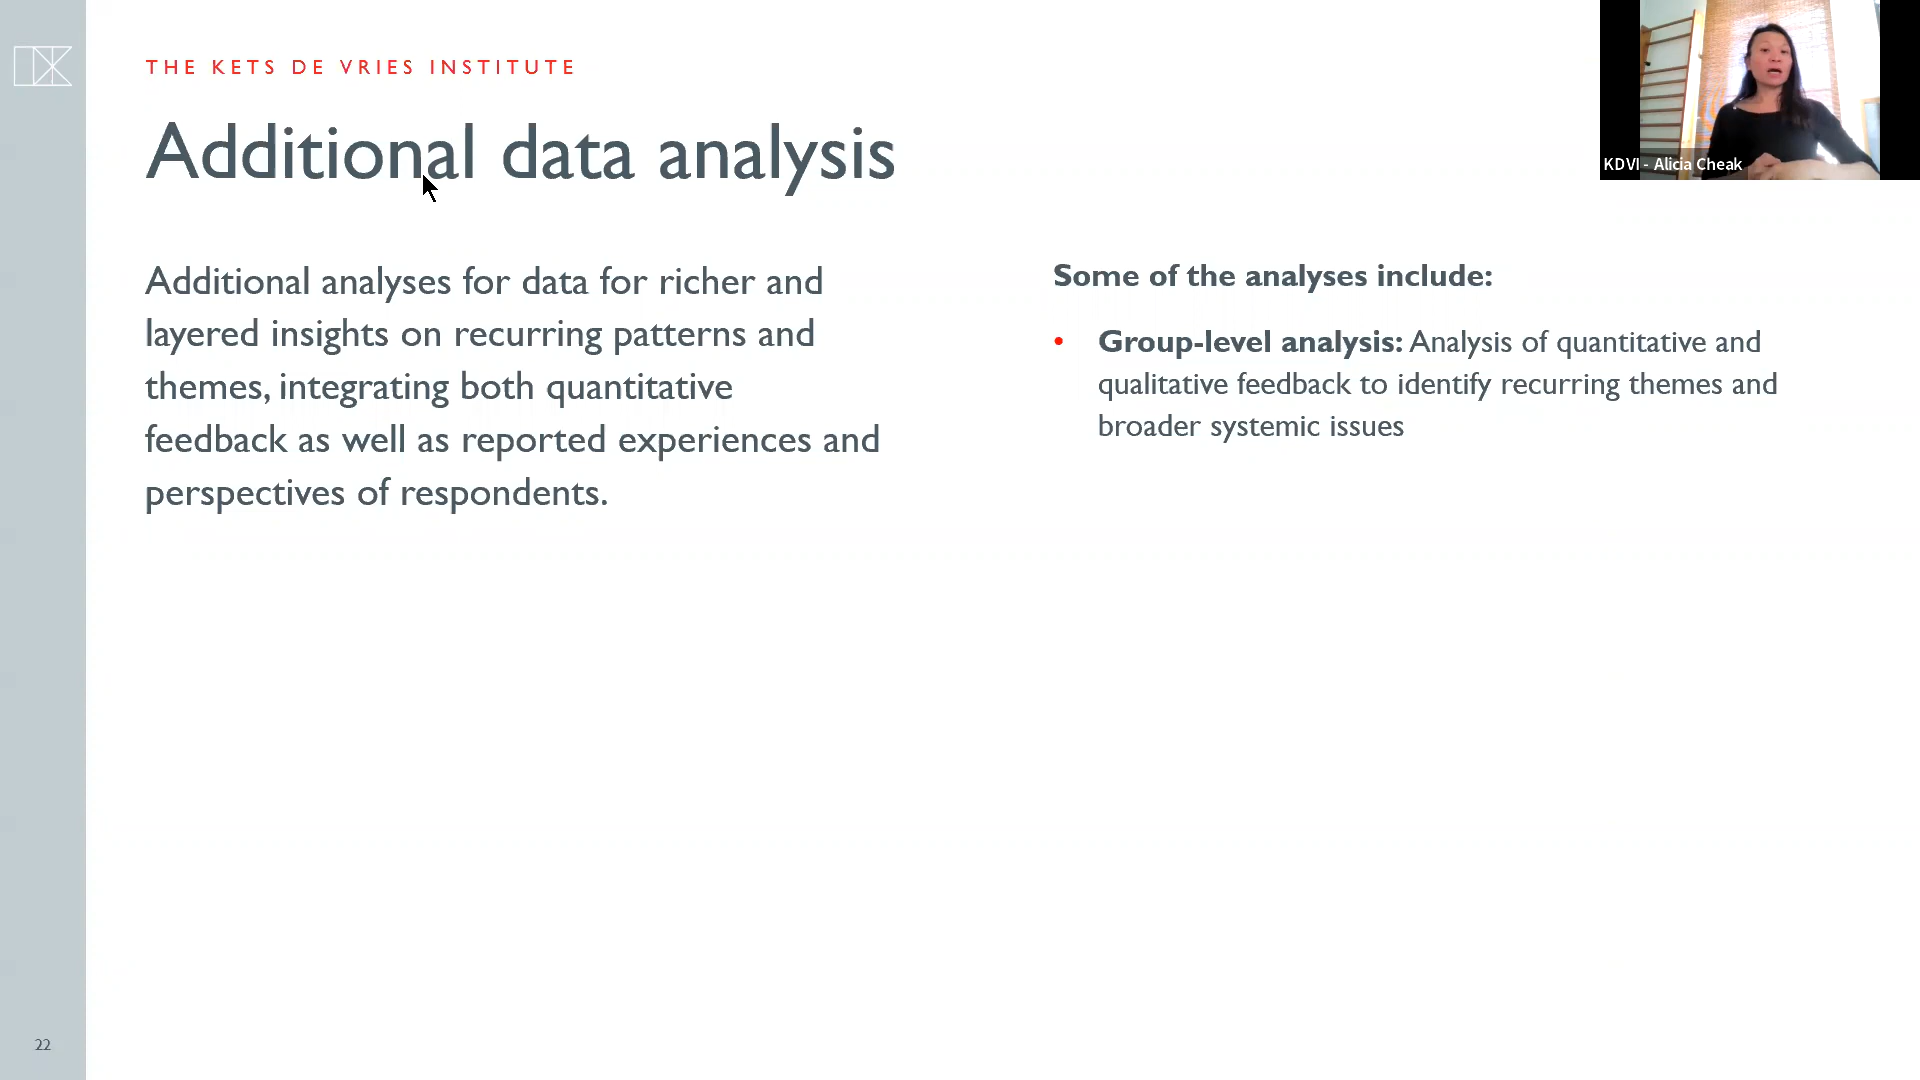 THE KETS DE VRIES INSTITUTE
Additional data analysis
KDVI - Alicia Cheak
Additional analyses for data for richer and
layered insights on recurring patterns and
themes, integrating both quantitative
feedback as well as reported experiences and
perspectives of respondents.
Some of the analyses include:
• Group-level analysis: Analysis of quantitative and
qualitative feedback to identify recurring themes and
broader systemic issues
22